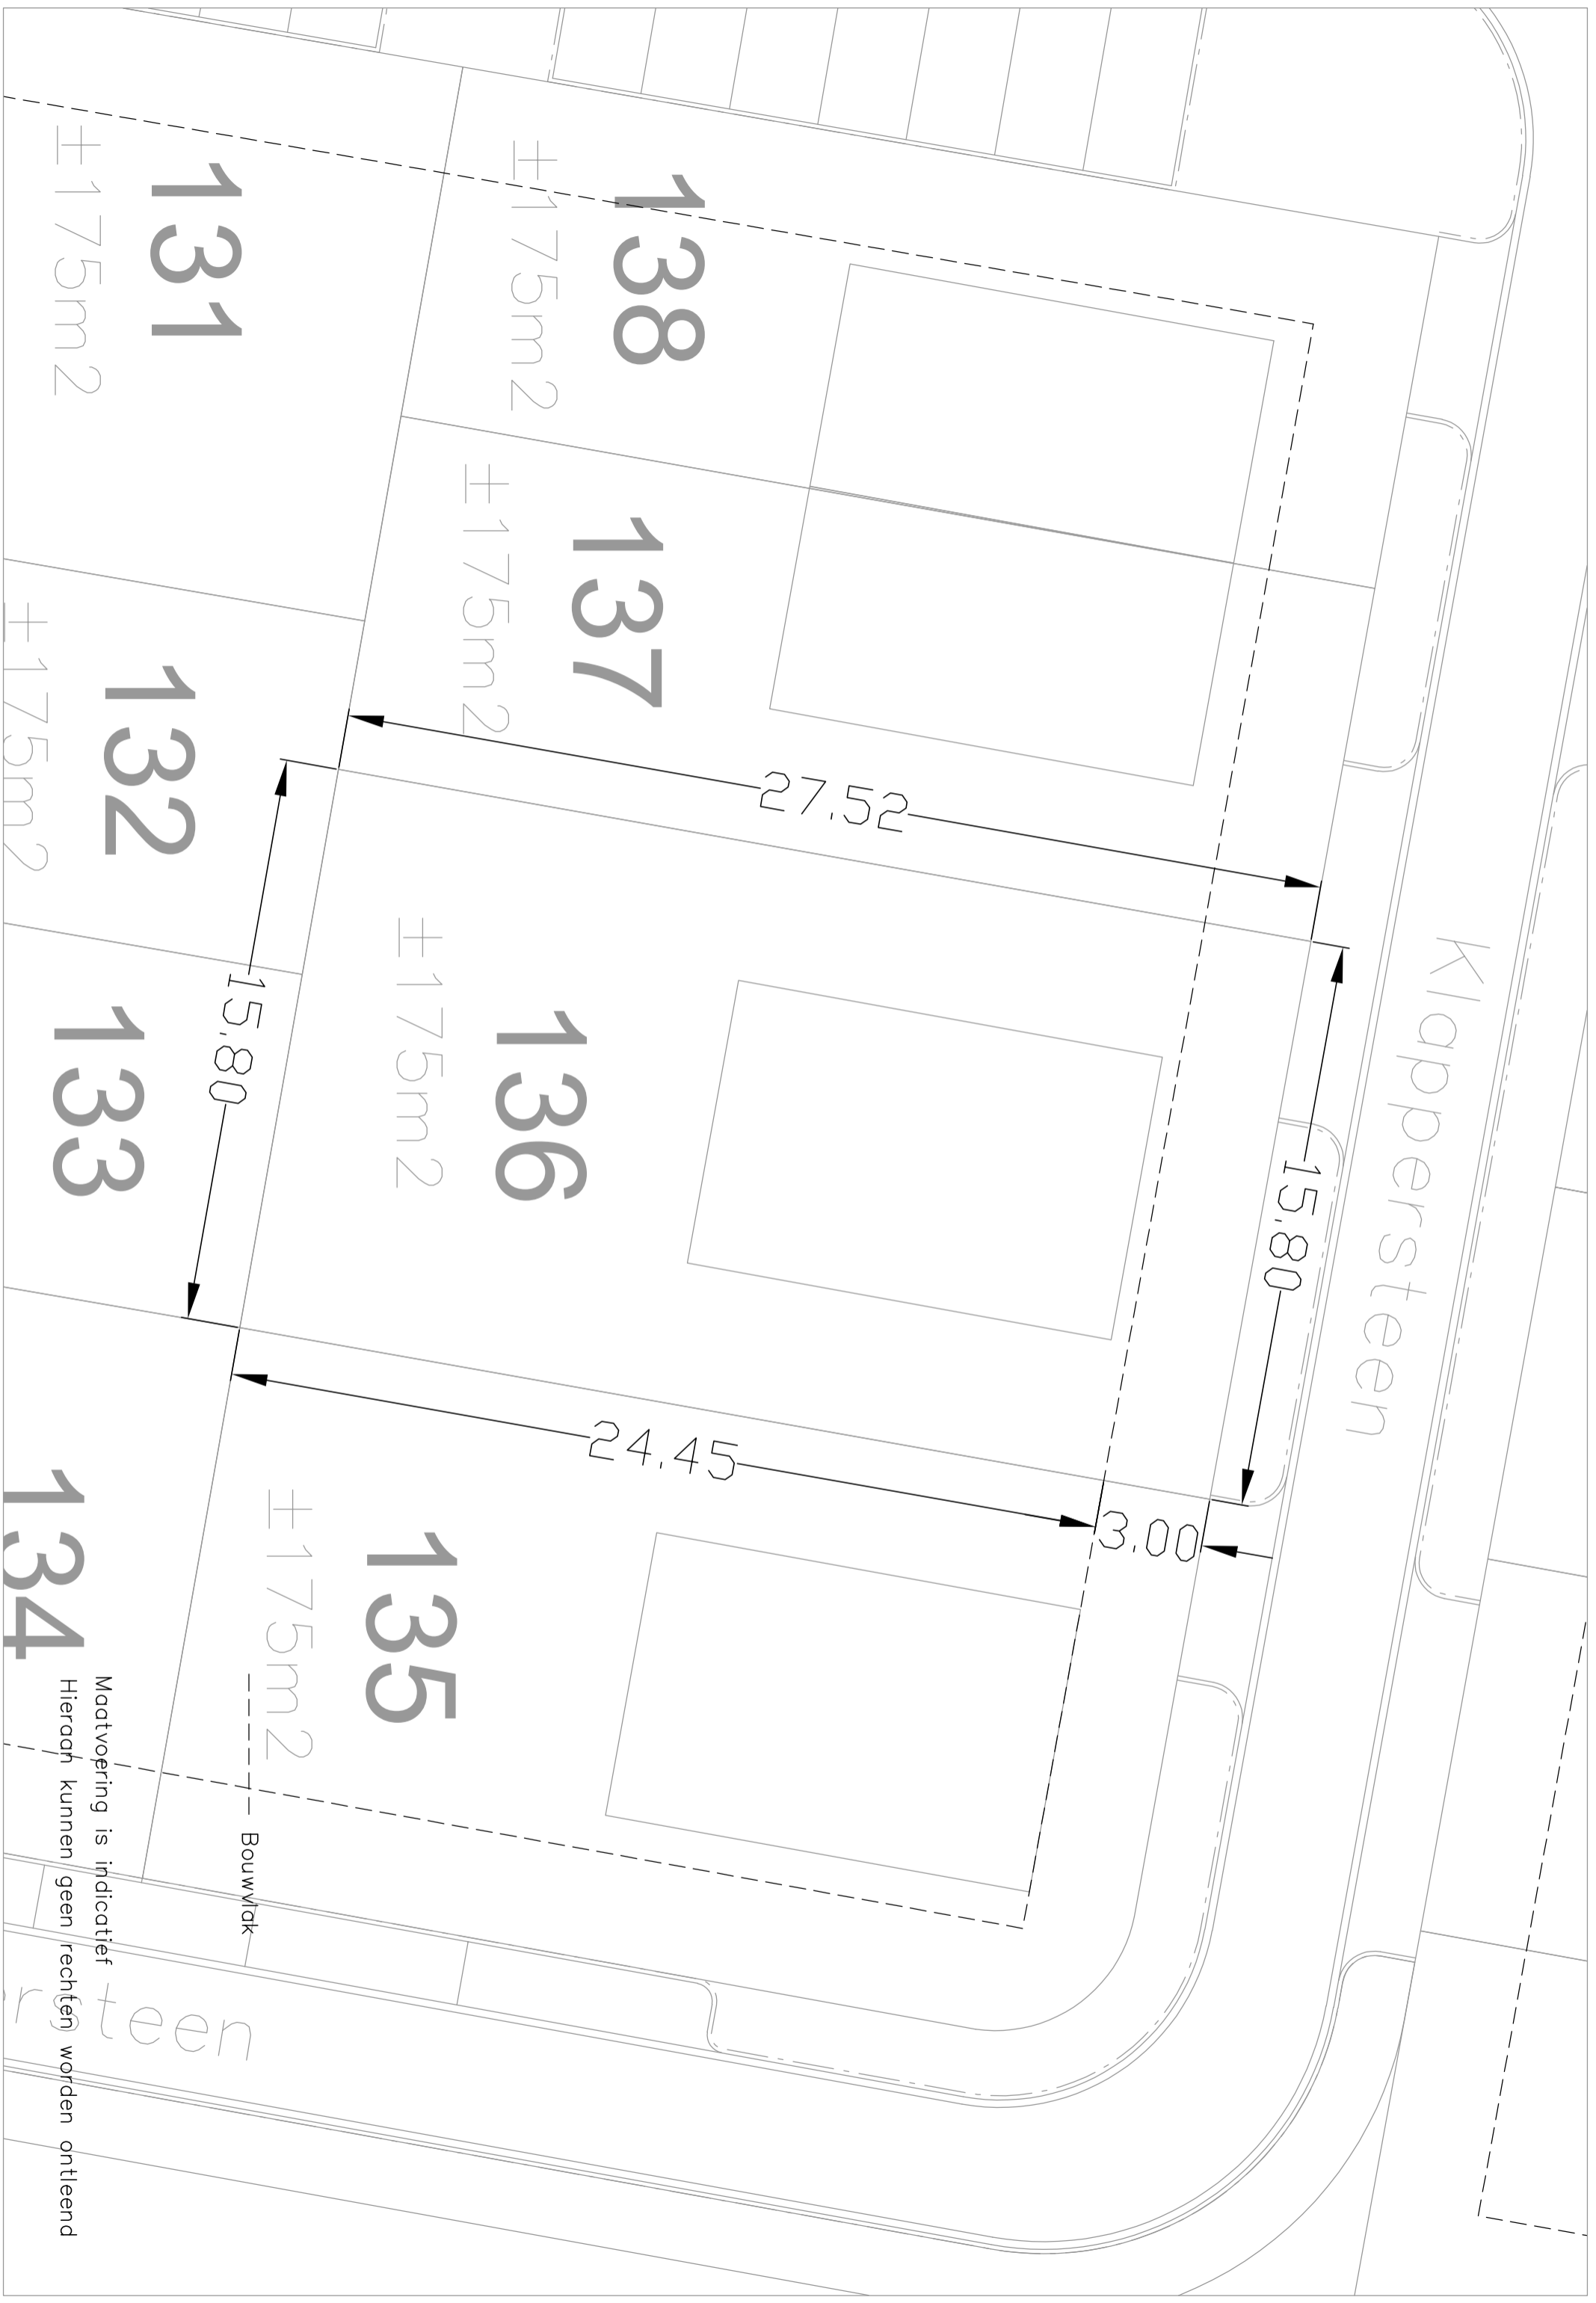 Klappersteen
138
±175m2
137
±175m2
136
±175m2
135
±175m2
131
±175m2
132
±175m2
133
134
27.52
15.80
15.80
24.45
3.00
Bouwvlak
Maatvoering is indicatief
Hieraan kunnen geen rechten worden ontleend
ersteen